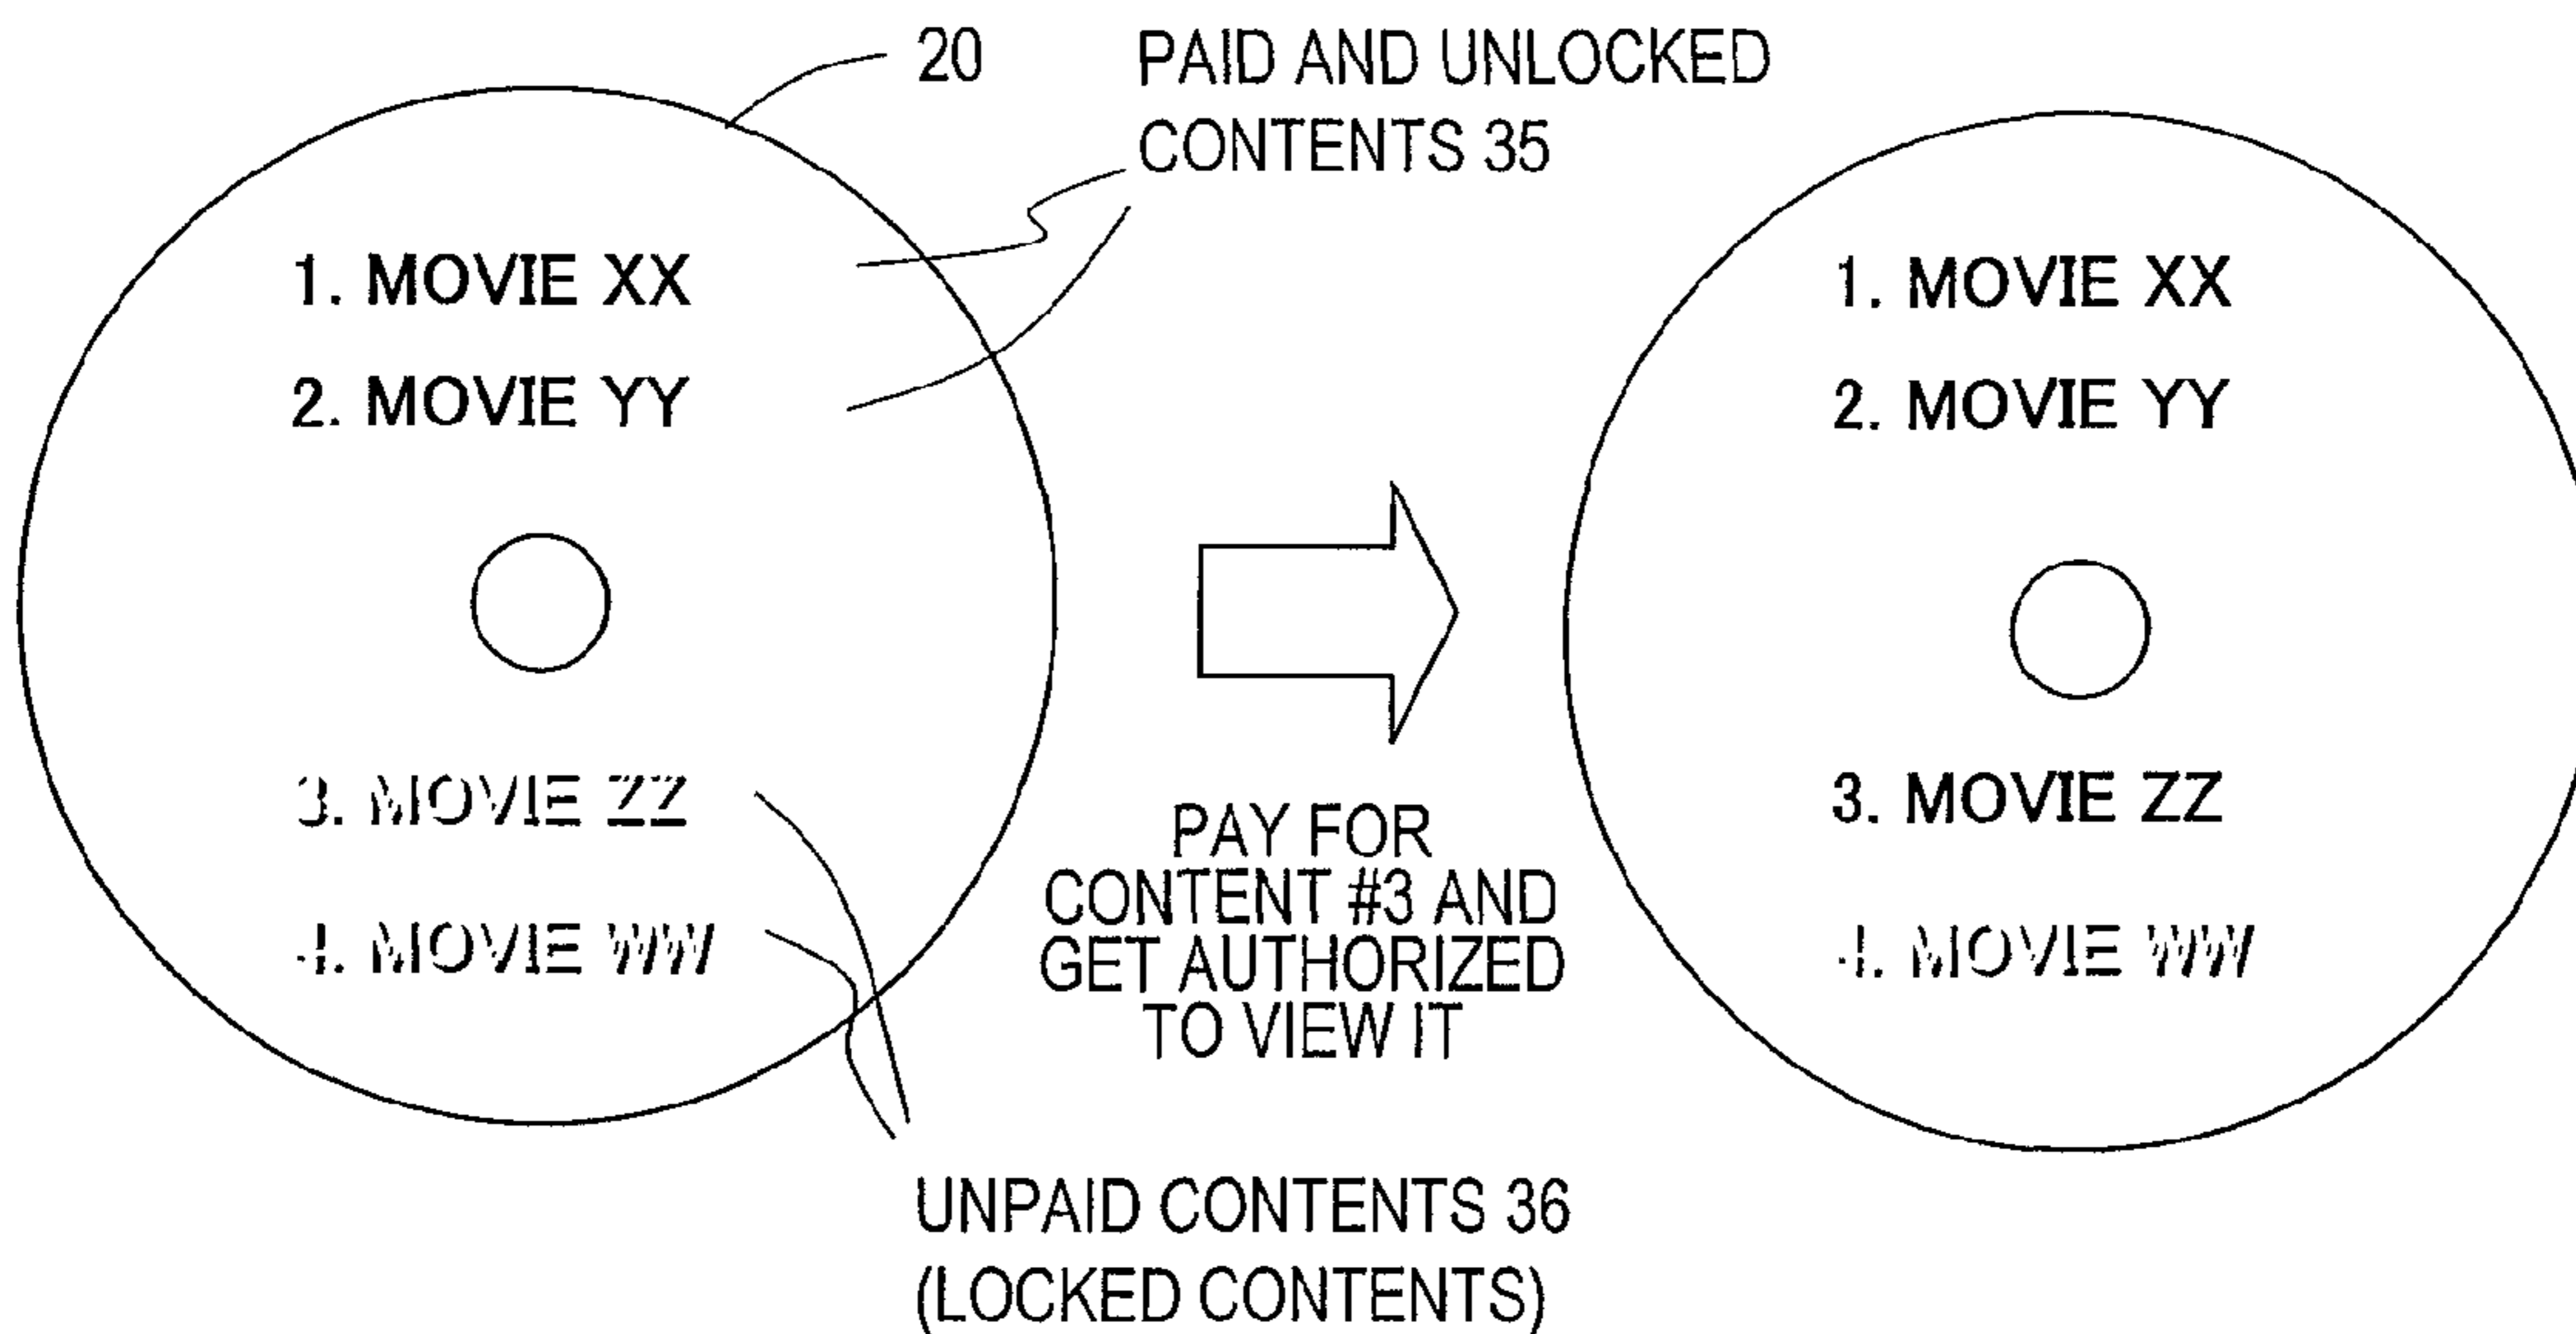 20
PAID AND UNLOCKED
CONTENTS 35
1. MOVIE XX
2. MOVIE YY
3. MOVIE ZZ
4. MOVIE WW
PAY FOR
CONTENT #3 AND
GET AUTHORIZED
TO VIEW IT
UNPAID CONTENTS 36
(LOCKED CONTENTS)
1. MOVIE XX
2. MOVIE YY
3. MOVIE ZZ
4. MOVIE WW